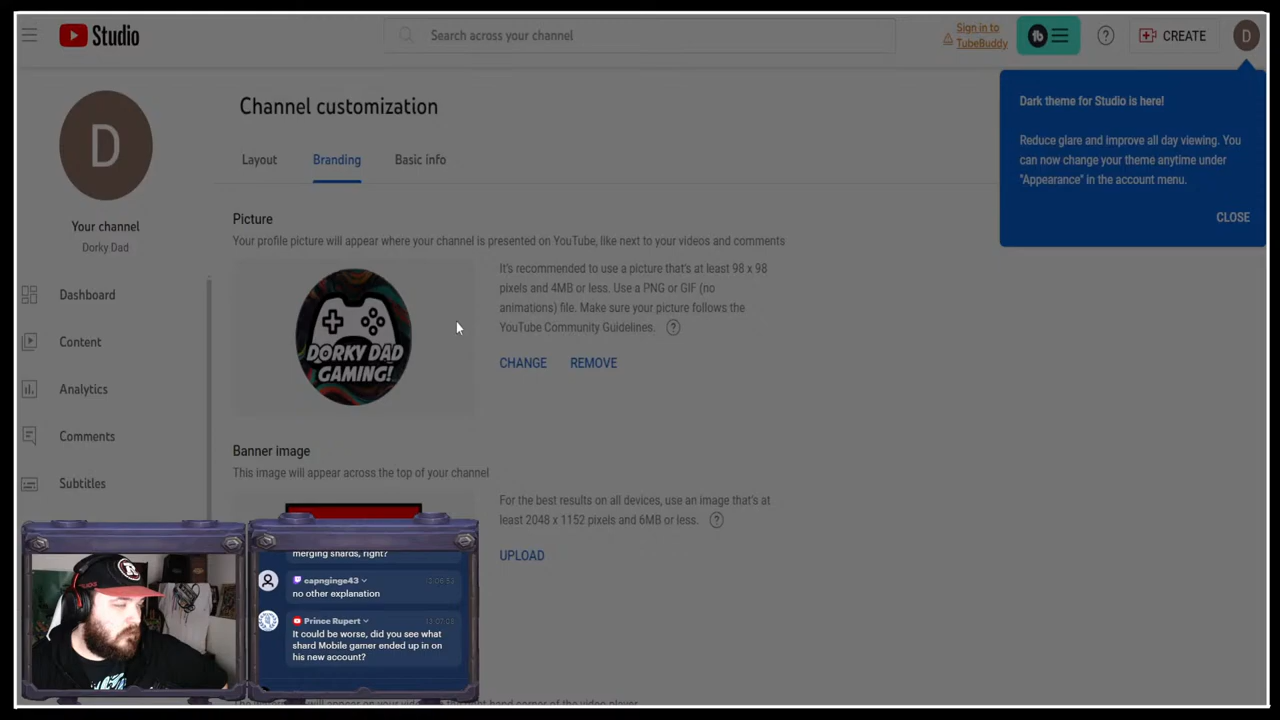 Studio
Search across your channel
Sign in to
TubeBuddy
tb
?
CREATE
D
Dark theme for Studio is here!
Reduce glare and improve all day viewing. You
can now change your theme anytime under
"Appearance" in the account menu.
CLOSE
D
Your channel
Dorky Dad
Dashboard
Content
Analytics
Comments
Subtitles
Channel customization
Layout
Branding
Basic info
Picture
Your profile picture will appear where your channel is presented on YouTube, like next to your videos and comments
DORKY DAD
GAMING!
It's recommended to use a picture that's at least 98 x 98
pixels and 4MB or less. Use a PNG or GIF (no
animations) file. Make sure your picture follows the
YouTube Community Guidelines. ?
CHANGE
REMOVE
Banner image
This image will appear across the top of your channel
For the best results on all devices, use an image that's at
least 2048 x 1152 pixels and 6MB or less. ?
UPLOAD
merging shards, right?
capnginge43
no other explanation
Prince Rupert
It could be worse, did you see what
shard Mobile gamer ended up in on
his new account?